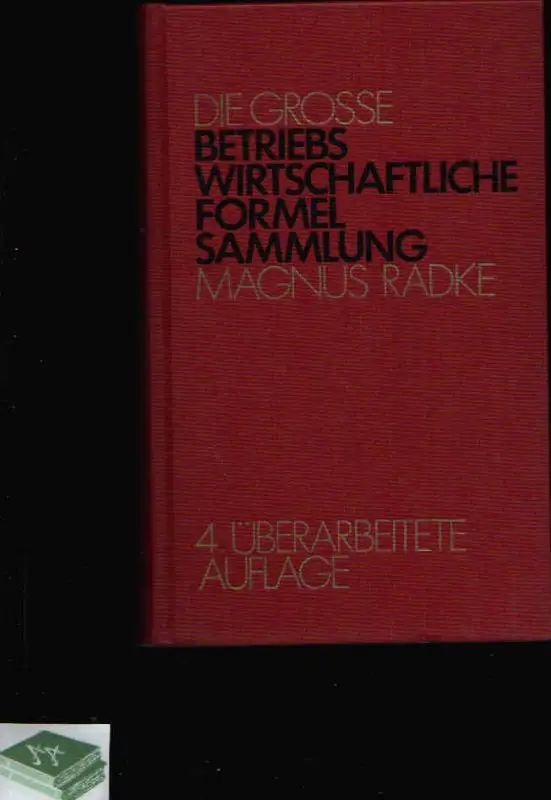 DIE GROSSE
BETRIEBS
WIRTSCHAFTLICHE
FORMEL
SAMMLUNG
MAGNUS RADKE
4. ÜBERARBEITETE
AUFLAGE